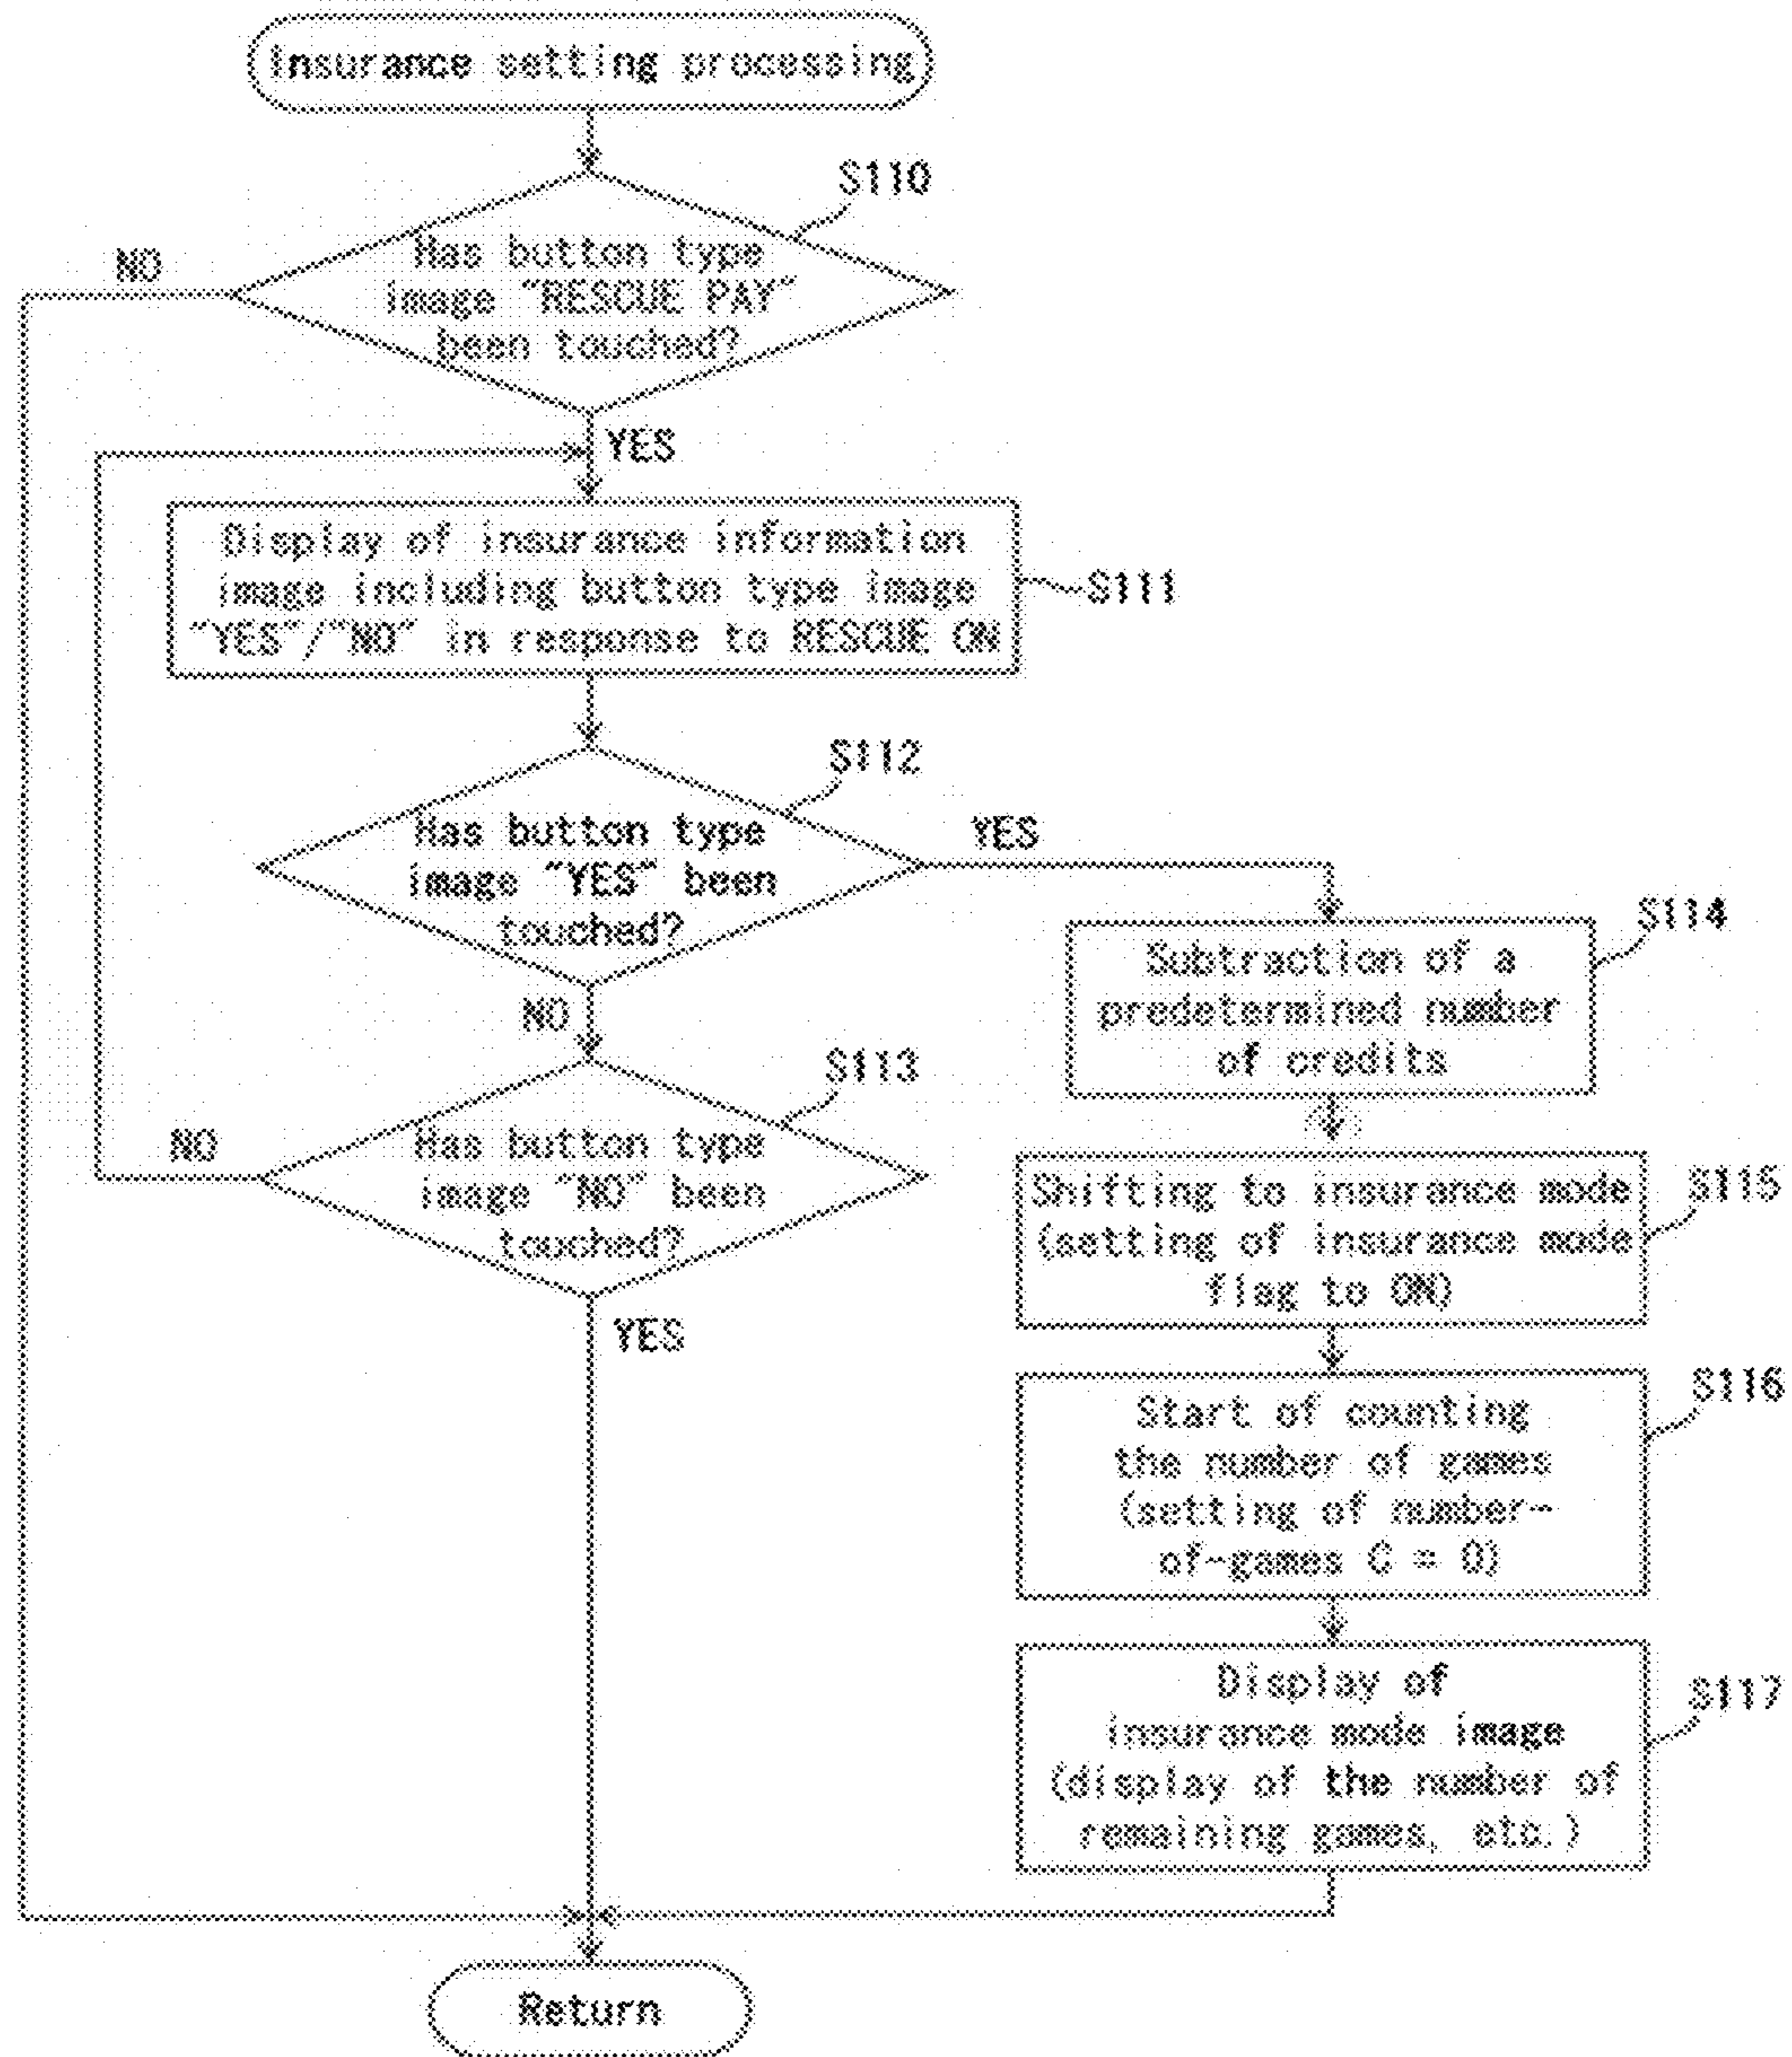 Insurance setting processing
S110
NO
Has button type
image "RESCUE PAY"
been touched?
YES
Display of insurance information
image including button type image
"YES"/"NO" in response to RESCUE ON
S111
S112
Has button type
image "YES" been
touched?
YES
NO
S114
Subtraction of a
predetermined number
of credits
S113
NO
Has button type
image "NO" been
touched?
YES
Shifting to insurance mode
(setting of insurance mode
flag to ON)
S115
S116
Start of counting
the number of games
(setting of number-
of-games C = 0)
Display of
insurance mode image
(display of the number of
remaining games, etc.)
S117
Return